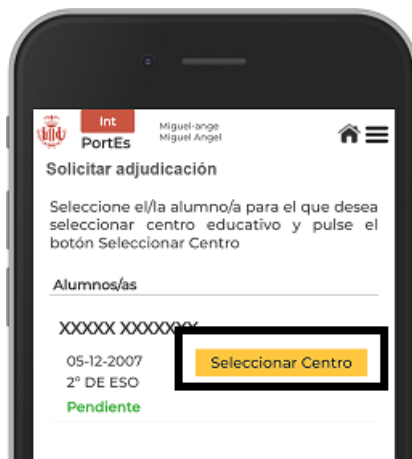 Int
PortEs
Miguel-ange
Miguel Angel
Solicitar adjudicación
Seleccione el/la alumno/a para el que desea
seleccionar centro educativo y pulse el
botón Seleccionar Centro
Alumnos/as
XXXXX XXXXXXX
05-12-2007
Seleccionar Centro
2º DE ESO
Pendiente